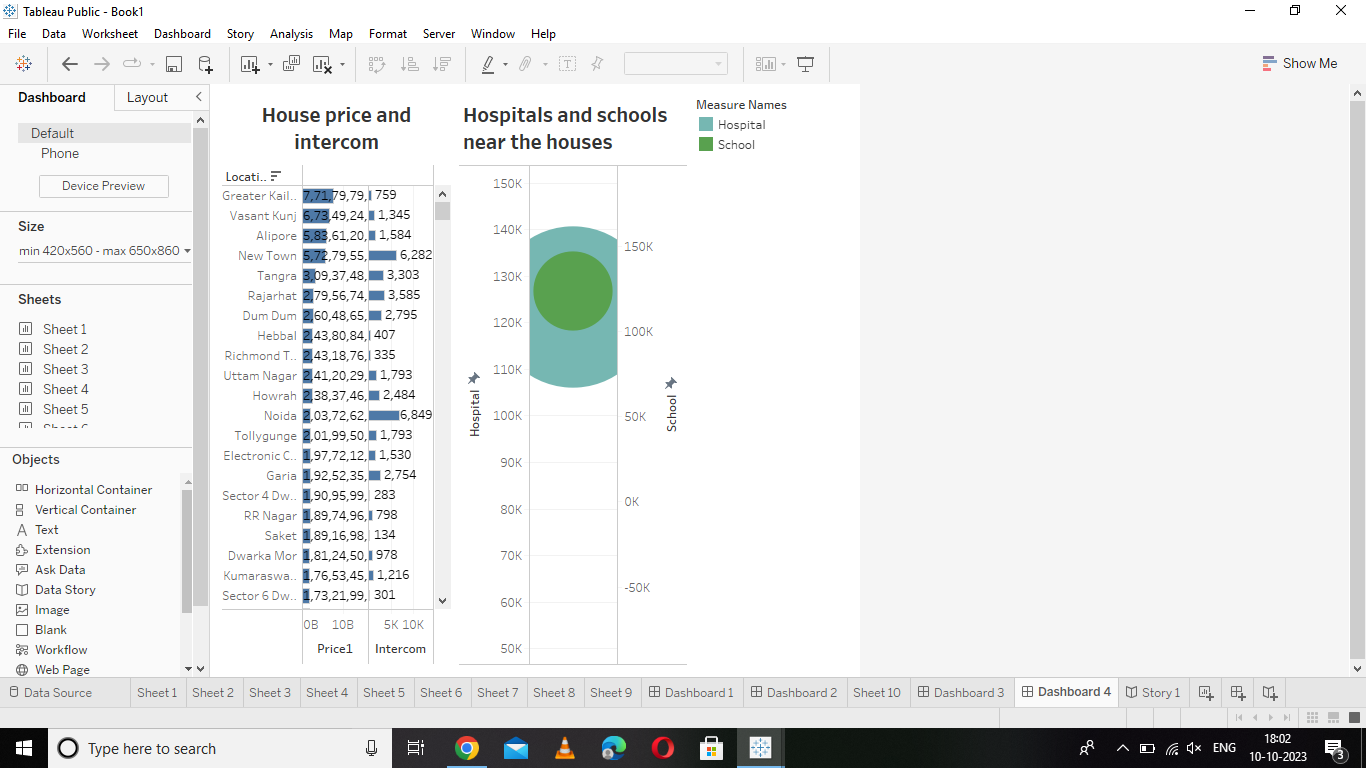 Tableau Public - Book1
File Data Worksheet Dashboard Story Analysis Map Format Server Window Help
Show Me
Dashboard Layout
Default
Phone
Device Preview
Size
min 420x560 - max 650x860
Sheets
Sheet 1
Sheet 2
Sheet 3
Sheet 4
Sheet 5
Objects
Horizontal Container
Vertical Container
Text
Extension
Ask Data
Data Story
Image
Blank
Workflow
Web Page
House price and
intercom
Locati..
Greater Kail.. 7,71,79,79, 759
Vasant Kunj 6,73,49,24, 1,345
Alipore 5,83,61,20, 1,584
New Town 5,72,79,55, 6,282
Tangra 3,09,37,48, 3,303
Rajarhat 2,79,56,74, 3,585
Dum Dum 2,60,48,65, 2,795
Hebbal 2,43,80,84, 407
Richmond T.. 2,43,18,76, 335
Uttam Nagar 2,41,20,29, 1,793
Howrah 2,38,37,46, 2,484
Noida 2,03,72,62, 6,849
Tollygunge 2,01,99,50, 1,793
Electronic C.. 1,97,72,12, 1,530
Garia 1,92,52,35, 2,754
Sector 4 Dw.. 1,90,95,99, 283
RR Nagar 1,89,74,96, 798
Saket 1,89,16,98, 134
Dwarka Mor 1,81,24,50, 978
Kumaraswa.. 1,76,53,45, 1,216
Sector 6 Dw.. 1,73,21,99, 301
0B 10B 5K 10K
Price1 Intercom
Hospitals and schools
near the houses
150K
140K
130K
120K
110K
100K
90K
80K
70K
60K
50K
Hospital
150K
100K
50K
0K
-50K
School
Measure Names
Hospital
School
Data Source Sheet 1 Sheet 2 Sheet 3 Sheet 4 Sheet 5 Sheet 6 Sheet 7 Sheet 8 Sheet 9 Dashboard 1 Dashboard 2 Sheet 10 Dashboard 3 Dashboard 4 Story 1
Type here to search
ENG
18:02
10-10-2023
3